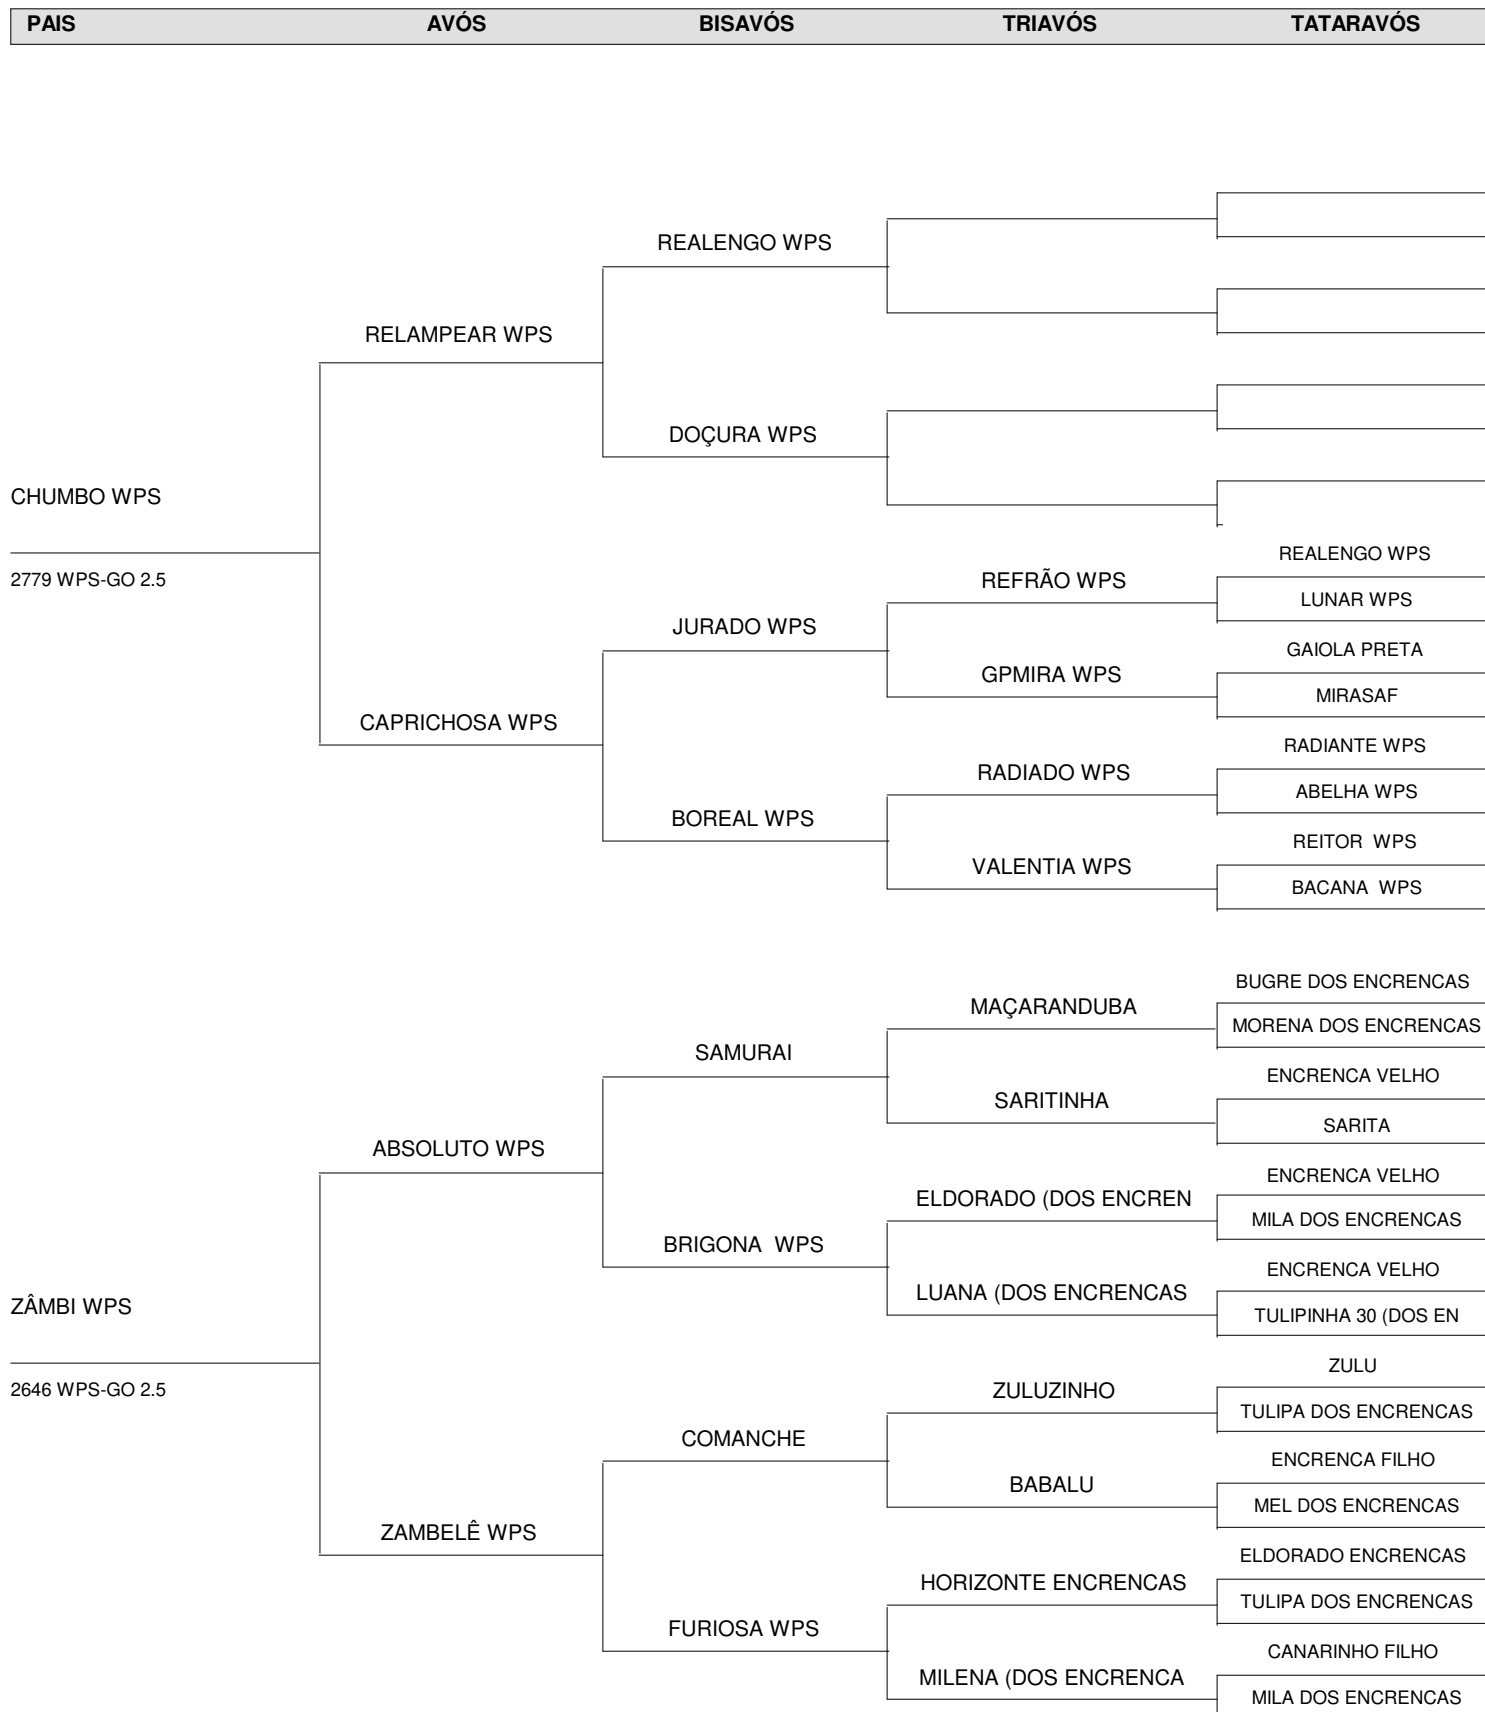 PAIS AVÓS BISAVÓS TRIAVÓS TATARAVÓS
REALENGO WPS
RELAMPEAR WPS
DOÇURA WPS
CHUMBO WPS
2779 WPS-GO 2.5
REALENGO WPS
REFRÃO WPS
LUNAR WPS
JURADO WPS
GAIOLA PRETA
GPMIRA WPS
MIRASAF
CAPRICHOSA WPS
RADIANTE WPS
RADIADO WPS
ABELHA WPS
BOREAL WPS
REITOR WPS
VALENTIA WPS
BACANA WPS
BUGRE DOS ENCRENCAS
MAÇARANDUBA
MORENA DOS ENCRENCAS
SAMURAI
ENCRENCA VELHO
SARITINHA
SARITA
ABSOLUTO WPS
ENCRENCA VELHO
ELDORADO (DOS ENCREN
MILA DOS ENCRENCAS
BRIGONA WPS
ENCRENCA VELHO
LUANA (DOS ENCRENCAS
TULIPINHA 30 (DOS EN
ZÂMBI WPS
2646 WPS-GO 2.5
ZULU
ZULUZINHO
TULIPA DOS ENCRENCAS
COMANCHE
ENCRENCA FILHO
BABALU
MEL DOS ENCRENCAS
ZAMBELÊ WPS
ELDORADO ENCRENCAS
HORIZONTE ENCRENCAS
TULIPA DOS ENCRENCAS
FURIOSA WPS
CANARINHO FILHO
MILENA (DOS ENCRENCA
MILA DOS ENCRENCAS